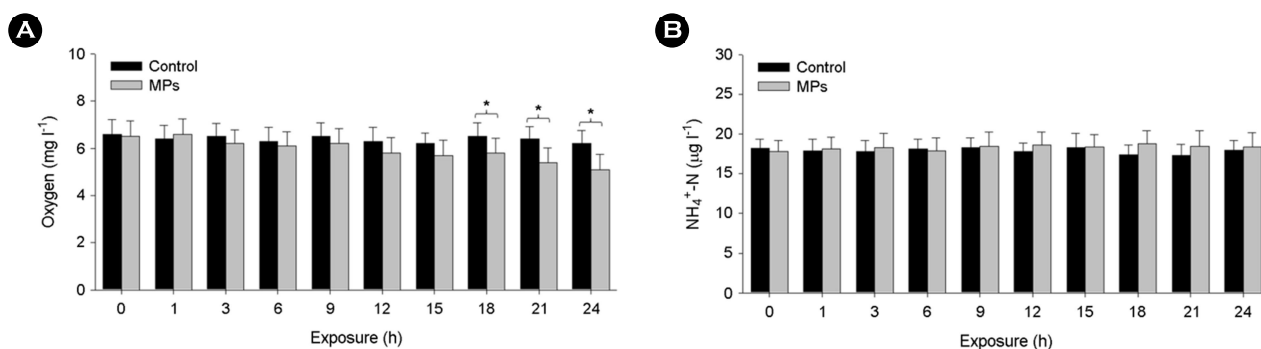 A
10
8
6
4
2
0
Oxygen (mg l⁻¹)
Control
MPs
*
*
*
0 1 3 6 9 12 15 18 21 24
Exposure (h)
B
30
25
20
15
10
5
0
NH₄⁺-N (μg l⁻¹)
Control
MPs
0 1 3 6 9 12 15 18 21 24
Exposure (h)